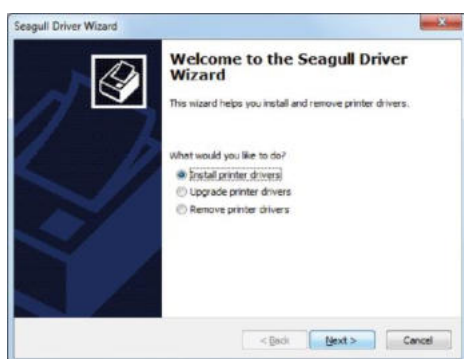 Seagull Driver Wizard
Welcome to the Seagull Driver
Wizard
This wizard helps you install and remove printer drivers.
What would you like to do?
Install printer drivers
Upgrade printer drivers
Remove printer drivers
< Back
Next >
Cancel